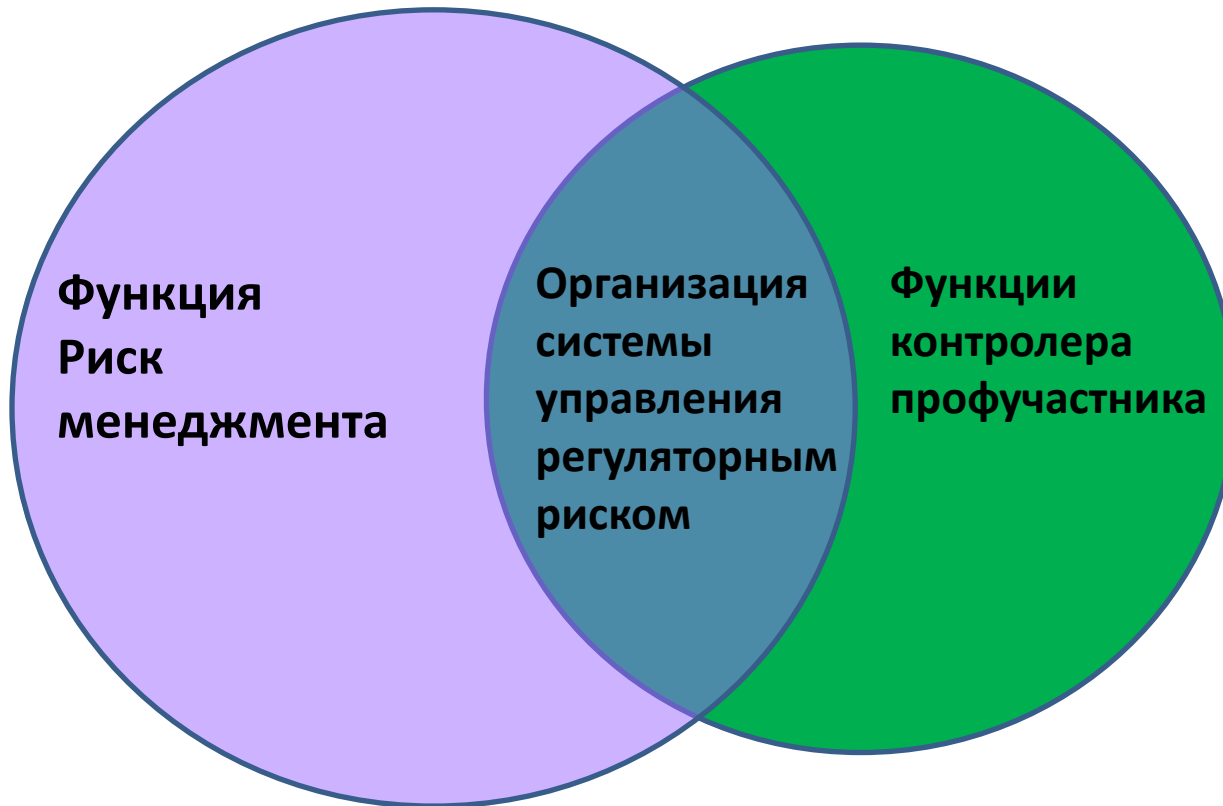 Функция
Риск
менеджмента
Организация
системы
управления
регуляторным
риском
Функции
контролера
профучастника